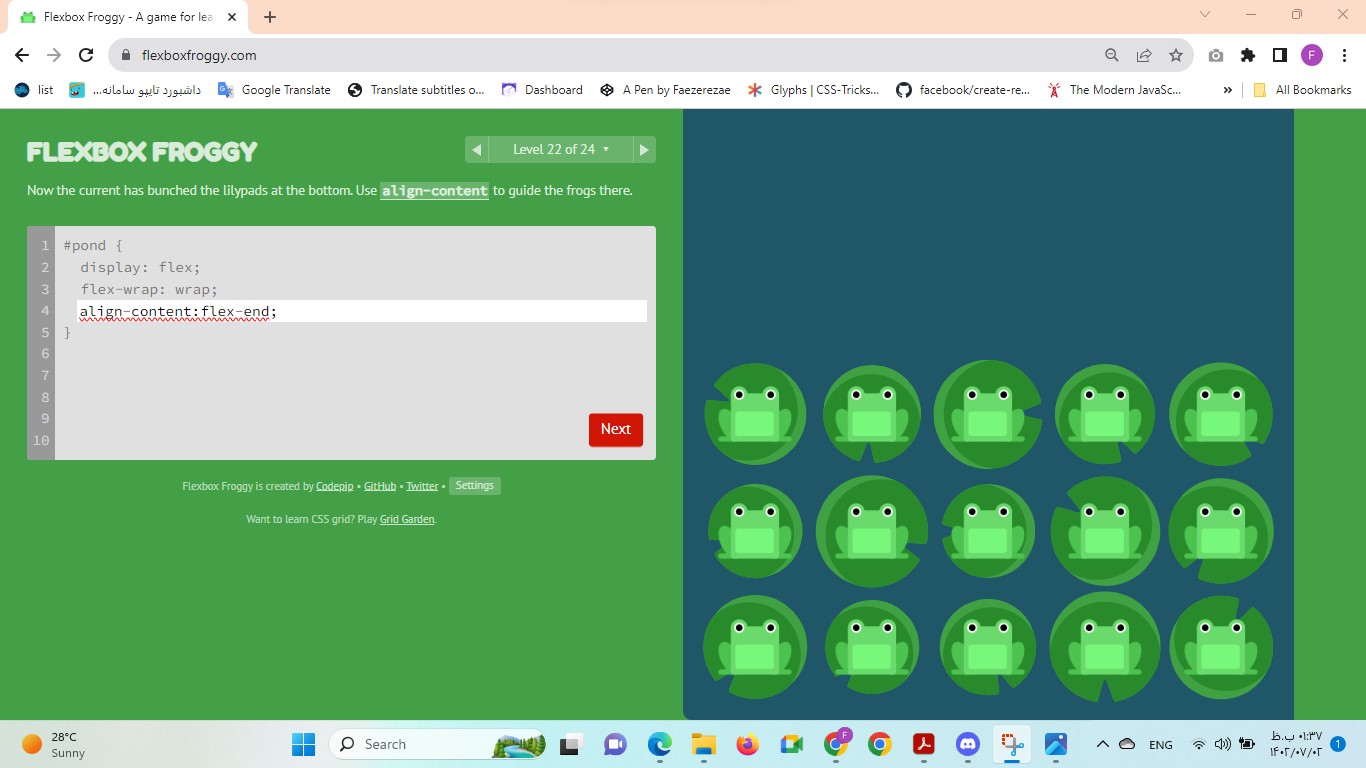 Flexbox Froggy - A game for lea
flexboxfroggy.com
F
list
داشبورد تایپو سامانه...
Google Translate
Translate subtitles o...
Dashboard
A Pen by Faezerezae
Glyphs | CSS-Tricks...
facebook/create-re...
The Modern JavaSc...
»
All Bookmarks
FLEXBOX FROGGY
◀ Level 22 of 24 ▾ ▶
Now the current has bunched the lilypads at the bottom. Use align-content to guide the frogs there.
1 #pond {
2 display: flex;
3 flex-wrap: wrap;
4 align-content:flex-end;
5 }
6
7
8
9
10
Next
Flexbox Froggy is created by Codepip • GitHub • Twitter • Settings
Want to learn CSS grid? Play Grid Garden.
28°C
Sunny
Search
F
ENG
۰۱:۳۷ ب.ظ
۱۴۰۲/۰۷/۰۲
1